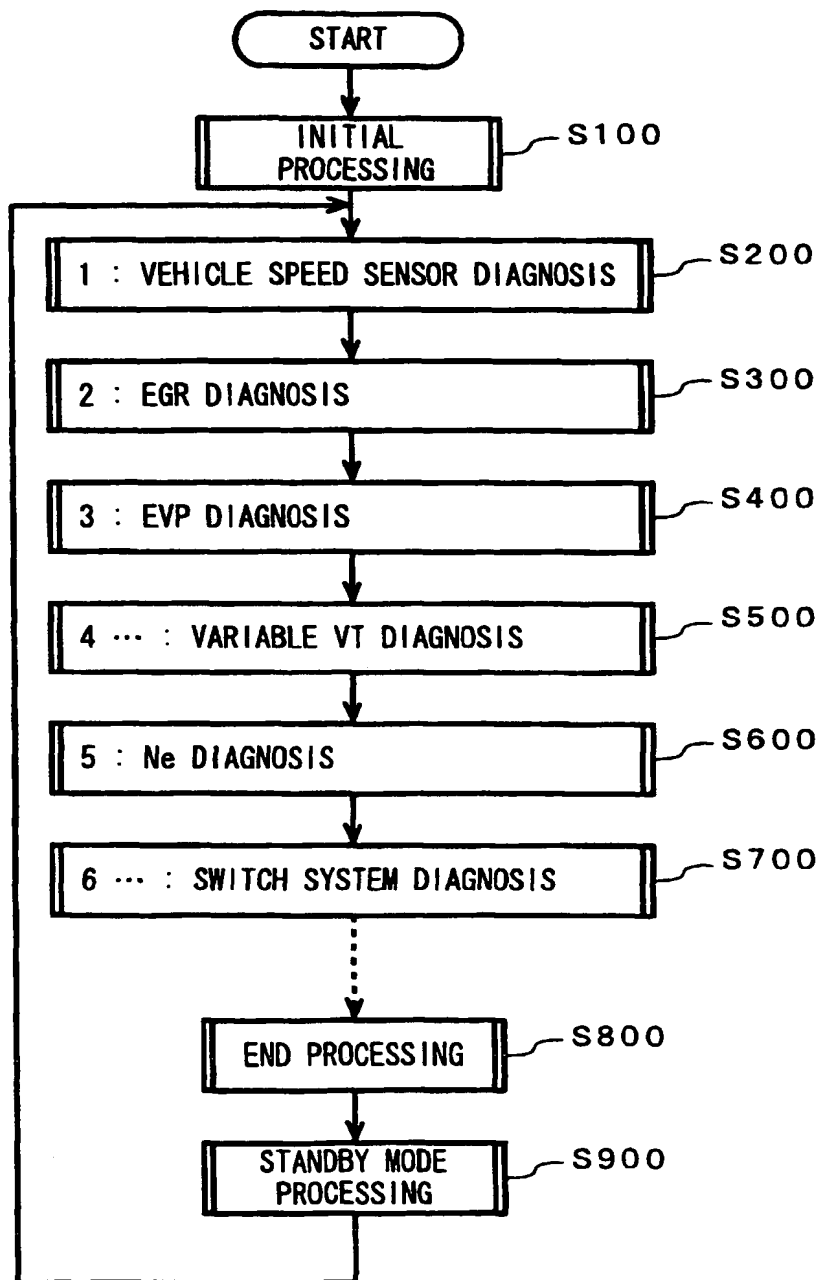 START
INITIAL
PROCESSING
S100
1 : VEHICLE SPEED SENSOR DIAGNOSIS
S200
2 : EGR DIAGNOSIS
S300
3 : EVP DIAGNOSIS
S400
4 ··· : VARIABLE VT DIAGNOSIS
S500
5 : Ne DIAGNOSIS
S600
6 ··· : SWITCH SYSTEM DIAGNOSIS
S700
END PROCESSING
S800
STANDBY MODE
PROCESSING
S900